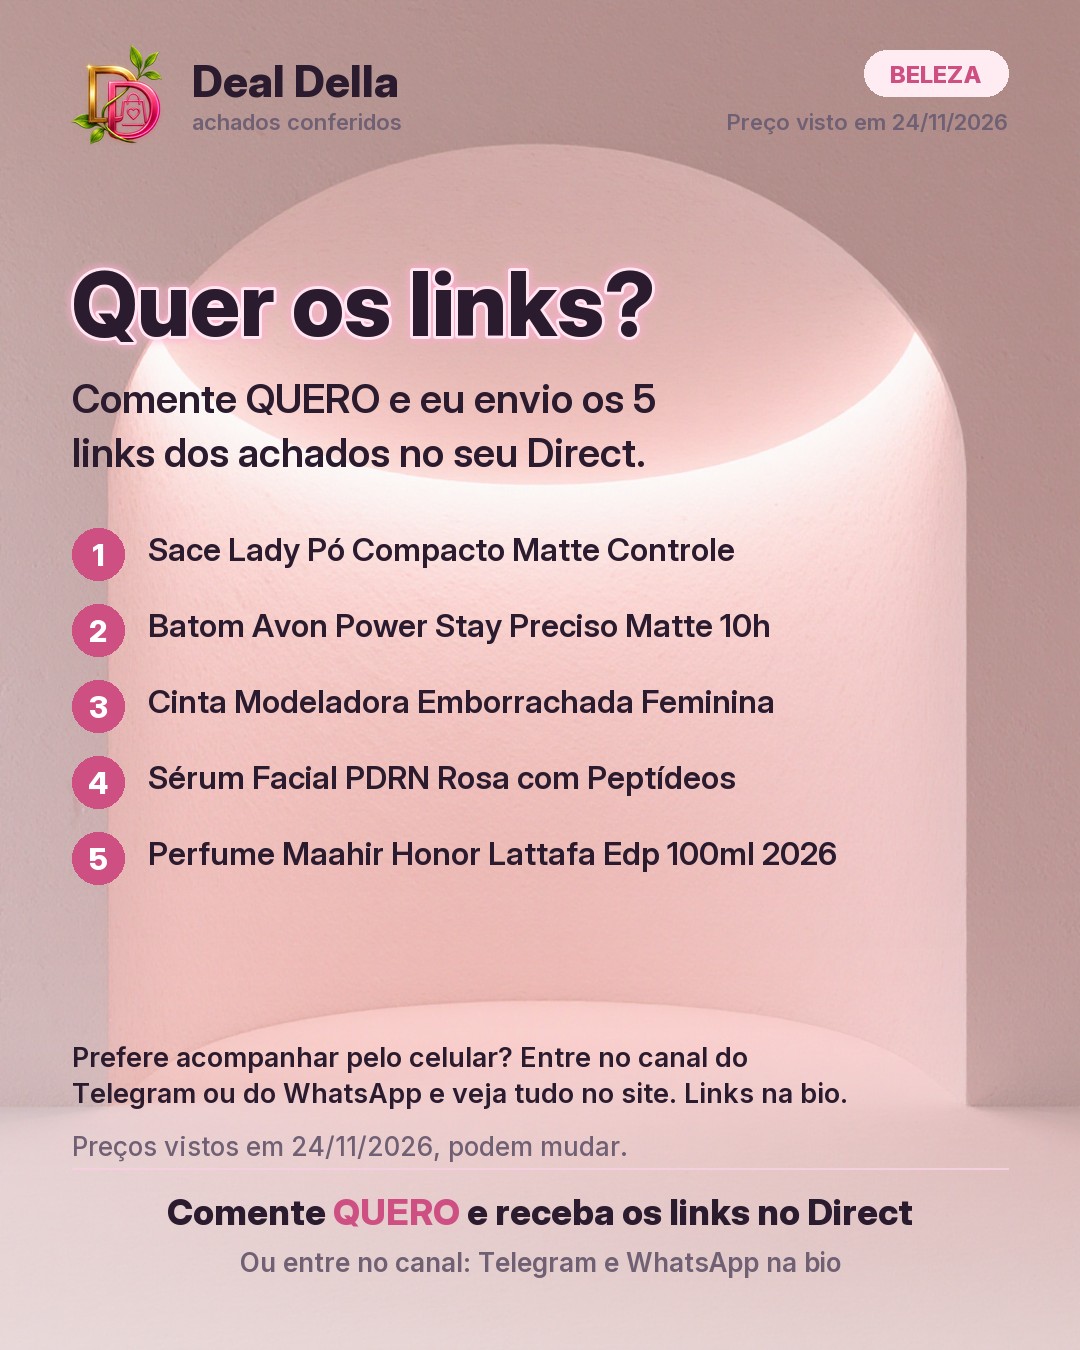 Deal Della
achados conferidos
BELEZA
Preço visto em 24/11/2026
Quer os links?
Comente QUERO e eu envio os 5
links dos achados no seu Direct.
1 Sace Lady Pó Compacto Matte Controle
2 Batom Avon Power Stay Preciso Matte 10h
3 Cinta Modeladora Emborrachada Feminina
4 Sérum Facial PDRN Rosa com Peptídeos
5 Perfume Maahir Honor Lattafa Edp 100ml 2026
Prefere acompanhar pelo celular? Entre no canal do
Telegram ou do WhatsApp e veja tudo no site. Links na bio.
Preços vistos em 24/11/2026, podem mudar.
Comente QUERO e receba os links no Direct
Ou entre no canal: Telegram e WhatsApp na bio